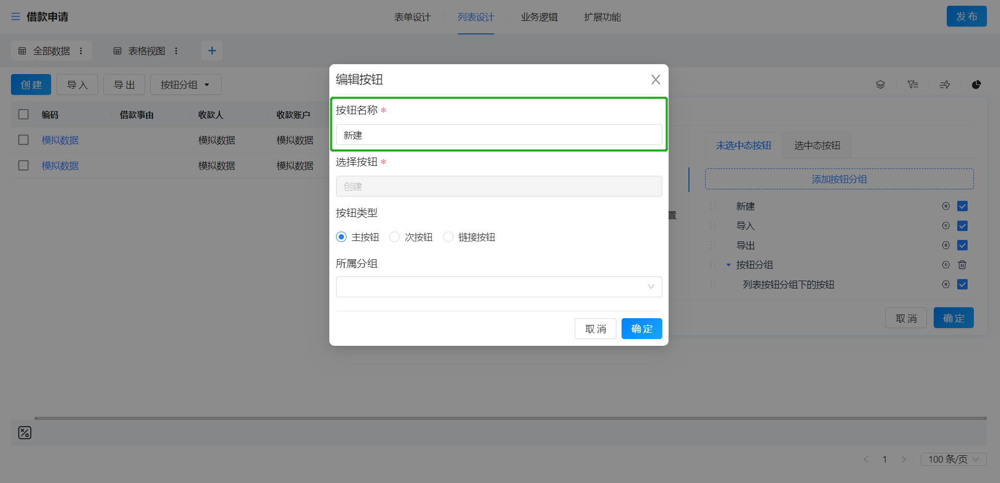 借款申请
表单设计
列表设计
业务逻辑
扩展功能
发 布
全部数据
表格视图
创 建
导 入
导 出
按钮分组
编码
借款事由
收款人
收款账户
模拟数据
模拟数据
模拟数据
模拟数据
模拟数据
模拟数据
编辑按钮
按钮名称 *
新建
选择按钮 *
创建
按钮类型
主按钮
次按钮
链接按钮
所属分组
取 消
确 定
置
未选中态按钮
选中态按钮
添加按钮分组
新建
导入
导出
按钮分组
列表按钮分组下的按钮
取 消
确 定
1
100 条/页